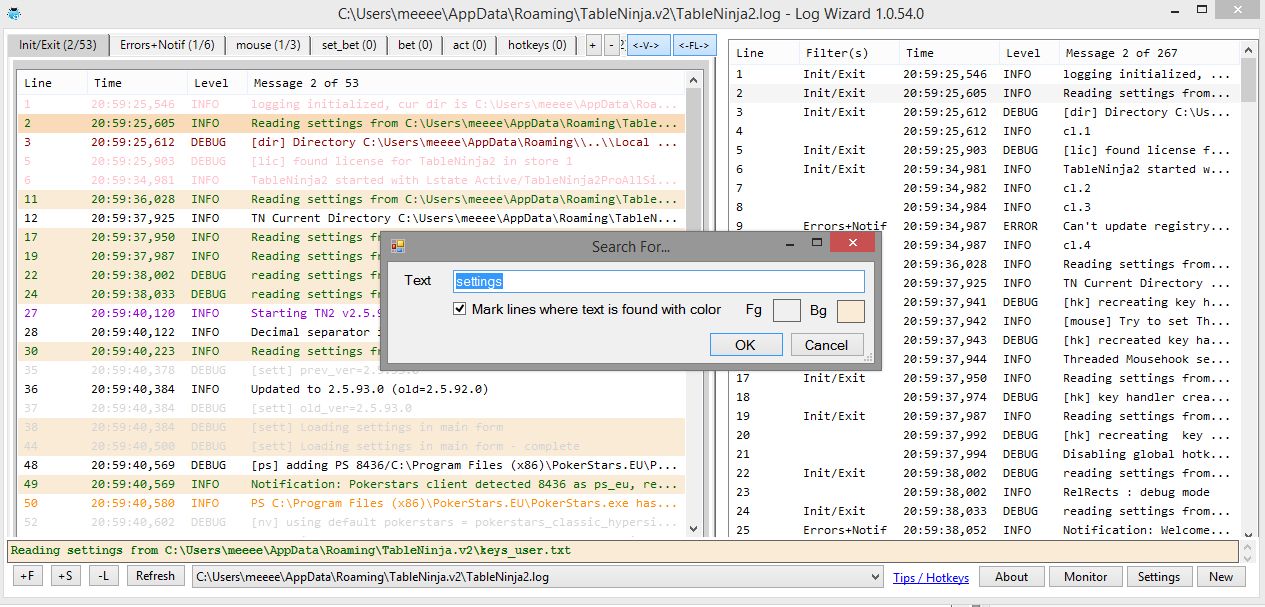 C:\Users\meeee\AppData\Roaming\TableNinja.v2\TableNinja2.log - Log Wizard 1.0.54.0
Init/Exit (2/53) Errors+Notif (1/6) mouse (1/3) set_bet (0) bet (0) act (0) hotkeys (0) + - <-V-> <-FL->
Line Time Level Message 2 of 53
1 20:59:25,546 INFO logging initialized, cur dir is C:\Users\meeee\AppData\Roa...
2 20:59:25,605 INFO Reading settings from C:\Users\meeee\AppData\Roaming\Table...
3 20:59:25,612 DEBUG [dir] Directory C:\Users\meeee\AppData\Roaming\\..\\Local ...
5 20:59:25,903 DEBUG [lic] found license for TableNinja2 in store 1
6 20:59:34,981 INFO TableNinja2 started with Lstate Active/TableNinja2ProAllSi...
11 20:59:36,028 INFO Reading settings from C:\Users\meeee\AppData\Roaming\Table...
12 20:59:37,925 INFO TN Current Directory C:\Users\meeee\AppData\Roaming\TableN...
17 20:59:37,950 INFO Reading settings fr
19 20:59:37,987 INFO Reading settings fr
22 20:59:38,002 DEBUG reading settings fr
24 20:59:38,033 DEBUG reading settings fr
27 20:59:40,120 INFO Starting TN2 v2.5.9
28 20:59:40,122 INFO Decimal separator i
30 20:59:40,223 INFO Reading settings fr
35 20:59:40,378 DEBUG [sett] prev_ver=2.5.93.0
36 20:59:40,384 INFO Updated to 2.5.93.0 (old=2.5.92.0)
37 20:59:40,384 DEBUG [sett] old_ver=2.5.93.0
38 20:59:40,384 DEBUG [sett] Loading settings in main form
44 20:59:40,500 DEBUG [sett] Loading settings in main form - complete
48 20:59:40,569 DEBUG [ps] adding PS 8436/C:\Program Files (x86)\PokerStars.EU\P...
49 20:59:40,569 INFO Notification: Pokerstars client detected 8436 as ps_eu, re...
50 20:59:40,580 INFO PS C:\Program Files (x86)\PokerStars.EU\PokerStars.exe has...
52 20:59:40,602 DEBUG [nv] using default pokerstars = pokerstars_classic_hypersi...
Line Filter(s) Time Level Message 2 of 267
1 Init/Exit 20:59:25,546 INFO logging initialized, ...
2 Init/Exit 20:59:25,605 INFO Reading settings from...
3 Init/Exit 20:59:25,612 DEBUG [dir] Directory C:\Us...
4 20:59:25,612 INFO cl.1
5 Init/Exit 20:59:25,903 DEBUG [lic] found license f...
6 Init/Exit 20:59:34,981 INFO TableNinja2 started w...
7 20:59:34,982 INFO cl.2
8 20:59:34,984 INFO cl.3
9 Errors+Notif 20:59:34,987 ERROR Can't update registry...
20:59:34,987 INFO cl.4
20:59:36,028 INFO Reading settings from...
20:59:37,925 INFO TN Current Directory ...
20:59:37,941 DEBUG [hk] recreating key h...
20:59:37,942 INFO [mouse] Try to set Th...
20:59:37,943 DEBUG [hk] recreated key ha...
20:59:37,944 INFO Threaded Mousehook se...
17 Init/Exit 20:59:37,950 INFO Reading settings from...
18 20:59:37,974 DEBUG [hk] key handler crea...
19 Init/Exit 20:59:37,987 INFO Reading settings from...
20 20:59:37,992 DEBUG [hk] recreating key ...
21 20:59:37,994 DEBUG Disabling global hotk...
22 Init/Exit 20:59:38,002 DEBUG reading settings from...
23 20:59:38,002 INFO RelRects : debug mode
24 Init/Exit 20:59:38,033 DEBUG reading settings from...
25 Errors+Notif 20:59:38,052 INFO Notification: Welcome...
Search For...
Text settings
Mark lines where text is found with color Fg Bg
OK Cancel
Reading settings from C:\Users\meeee\AppData\Roaming\TableNinja.v2\keys_user.txt
+F +S -L Refresh C:\Users\meeee\AppData\Roaming\TableNinja.v2\TableNinja2.log Tips / Hotkeys About Monitor Settings New